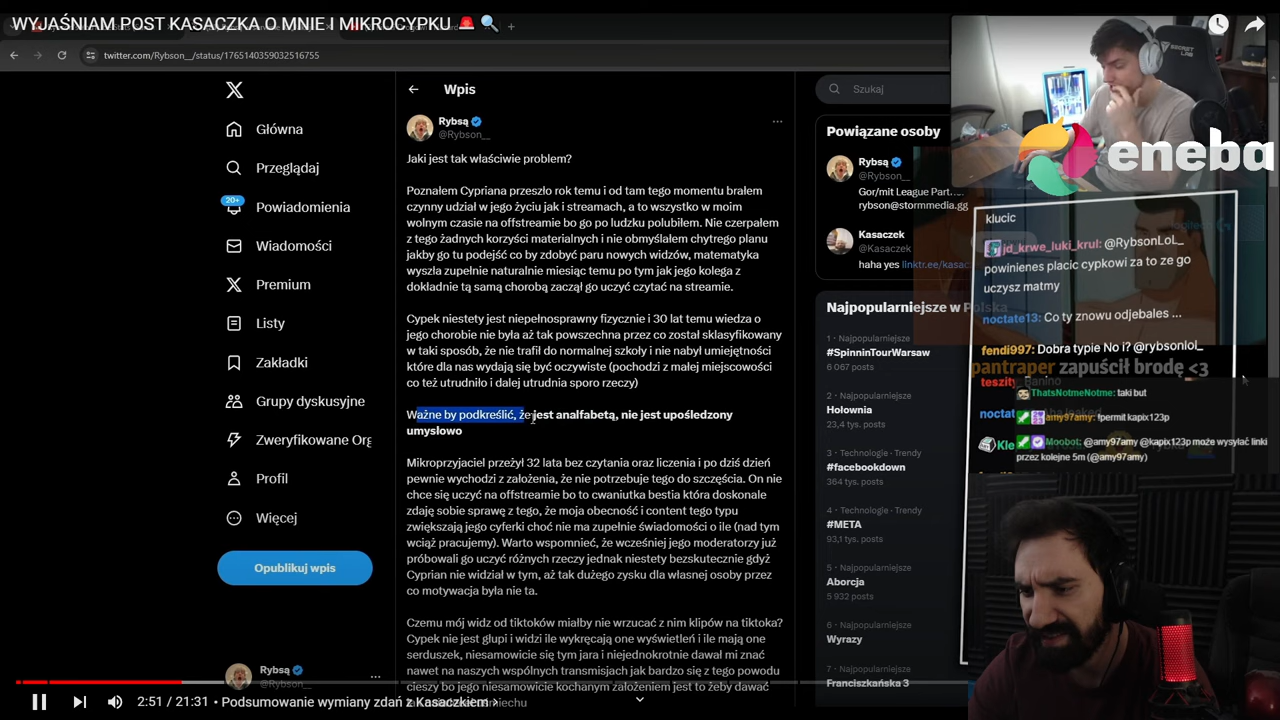 WYJAŚNIAM POST KASACZKA O MNIE I MIKROCYPKU 🚨🔍
twitter.com/Rybson__/status/1765140359032516755
Główna
Przeglądaj
20+
Powiadomienia
Wiadomości
Premium
Listy
Zakładki
Grupy dyskusyjne
Zweryfikowane Org
Profil
Więcej
Opublikuj wpis
Rybsą
@Rybson__
Wpis
Rybsą
@Rybson__
Jaki jest tak właściwie problem?
Poznałem Cypriana przeszło rok temu i od tam tego momentu brałem
czynny udział w jego życiu jak i streamach, a to wszystko w moim
wolnym czasie na offstreamie bo go po ludzku polubiłem. Nie czerpałem
z tego żadnych korzyści materialnych i nie obmyślałem chytrego planu
jakby go tu podejść co by zdobyć paru nowych widzów, matematyka
wyszła zupełnie naturalnie miesiąc temu po tym jak jego kolega z
dokładnie tą samą chorobą zaczął go uczyć czytać na streamie.
Cypek niestety jest niepełnosprawny fizycznie i 30 lat temu wiedza o
jego chorobie nie była aż tak powszechna przez co został sklasyfikowany
w taki sposób, że nie trafił do normalnej szkoły i nie nabył umiejętności
które dla nas wydają się być oczywiste (pochodzi z małej miejscowości
co też utrudniło i dalej utrudnia sporo rzeczy)
Ważne by podkreślić, że jest analfabetą, nie jest upośledzony
umysłowo
Mikroprzyjaciel przeżył 32 lata bez czytania oraz liczenia i po dziś dzień
pewnie wychodzi z założenia, że nie potrzebuje tego do szczęścia. On nie
chce się uczyć na offstreamie bo to cwaniutka bestia która doskonale
zdaję sobie sprawę z tego, że moja obecność i content tego typu
zwiększają jego cyferki choć nie ma zupełnie świadomości o ile (nad tym
wciąż pracujemy). Warto wspomnieć, że wcześniej jego moderatorzy już
próbowali go uczyć różnych rzeczy jednak niestety bezskutecznie gdyż
Cyprian nie widział w tym, aż tak dużego zysku dla własnej osoby przez
co motywacja była nie ta.
Czemu mój widz od tiktoków miałby nie wrzucać z nim klipów na tiktoka?
Cypek nie jest głupi i widzi ile wykręcają one wyświetleń i ile mają one
serduszek, niesamowicie się tym jara i niejednokrotnie dawał mi znać
nawet na naszych wspólnych transmisjach jak bardzo się z tego powodu
cieszy bo jego niesamowicie kochanym założeniem jest to żeby dawać
Szukaj
Powiązane osoby
Rybsą
@Rybson__
Gor/mit League Partn
rybson@stormmedia.gg
Kasaczek
@Kasaczek
haha yes linktr.ee/kasac
Najpopularniejsze w Polsce
1 · Najpopularniejsze
#SpinninTourWarsaw
6 067 posts
2 · Najpopularniejsze
Hołownia
23,4 tys. posts
3 · Technologie · Trendy
#facebookdown
364 tys. posts
4 · Technologie · Trendy
#META
93,1 tys. posts
5 · Najpopularniejsze
Aborcja
5 932 posts
6 · Najpopularniejsze
Wyrazy
7 · Najpopularniejsze
Franciszkańska 3
SECRET LAB
eneba
klucic
jd_krwe_luki_krul: @RybsonLoL_
powinienes placic cypkowi za to ze go
uczysz matmy
noctate13: Co ty znowu odjebales ...
fendi997: Dobra typie No i? @rybsonlol_
pantraper zapuścił brodę <3
ThatsNotmeNotme: taki but
amy97amy: !permit kapix123p
Moobot: @amy97amy @kapix123p może wysyłać linki
przez kolejne 5m (@amy97amy)
2:51 / 21:31 • Podsumowanie wymiany zdań z Kasaczkiem